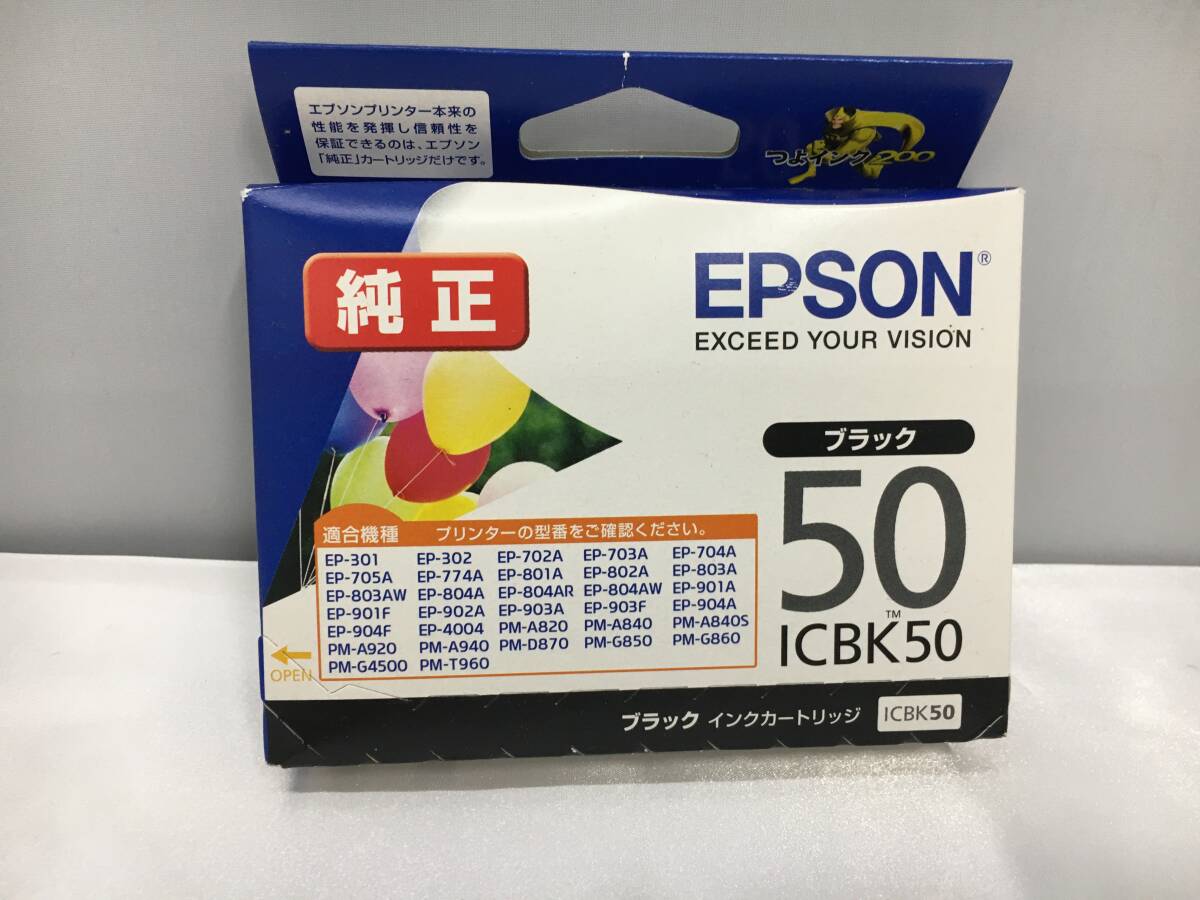 エプソンプリンター本来の
性能を発揮し信頼性を
保証できるのは、エプソン
「純正」カートリッジだけです。
つよインク200
純正
EPSON®
EXCEED YOUR VISION
ブラック
50
ICBK50™
適合機種 プリンターの型番をご確認ください。
EP-301 EP-302 EP-702A EP-703A EP-704A
EP-705A EP-774A EP-801A EP-802A EP-803A
EP-803AW EP-804A EP-804AR EP-804AW EP-901A
EP-901F EP-902A EP-903A EP-903F EP-904A
EP-904F EP-4004 PM-A820 PM-A840 PM-A840S
PM-A920 PM-A940 PM-D870 PM-G850 PM-G860
PM-G4500 PM-T960
OPEN
ブラック インクカートリッジ ICBK50